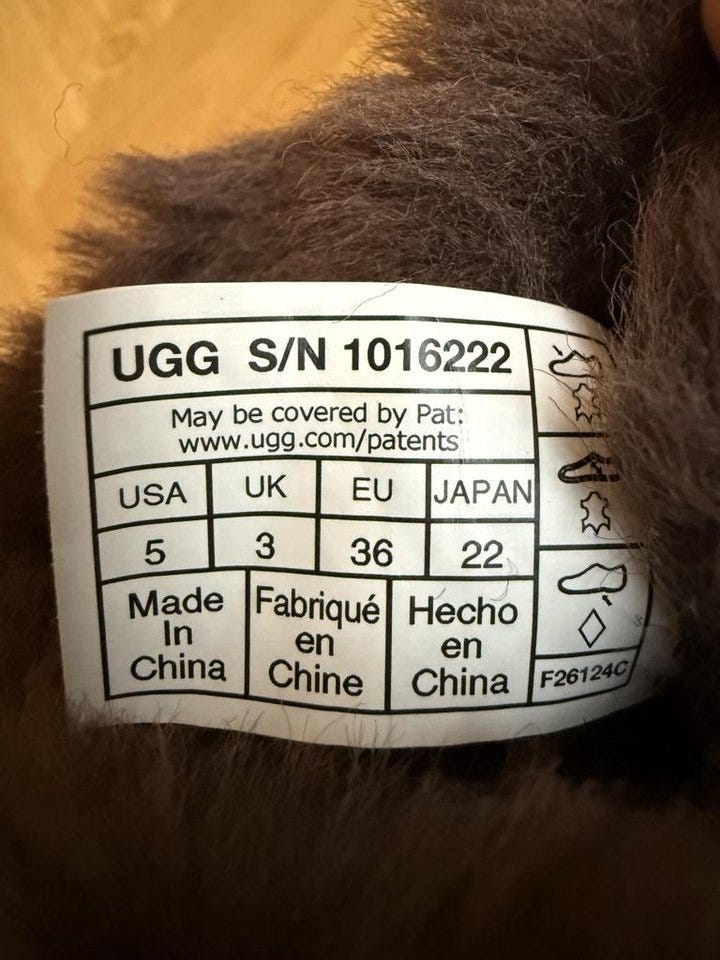 UGG S/N 1016222
May be covered by Pat:
www.ugg.com/patents
USA UK EU JAPAN
5 3 36 22
Made
In
China
Fabriqué
en
Chine
Hecho
en
China
F26124C